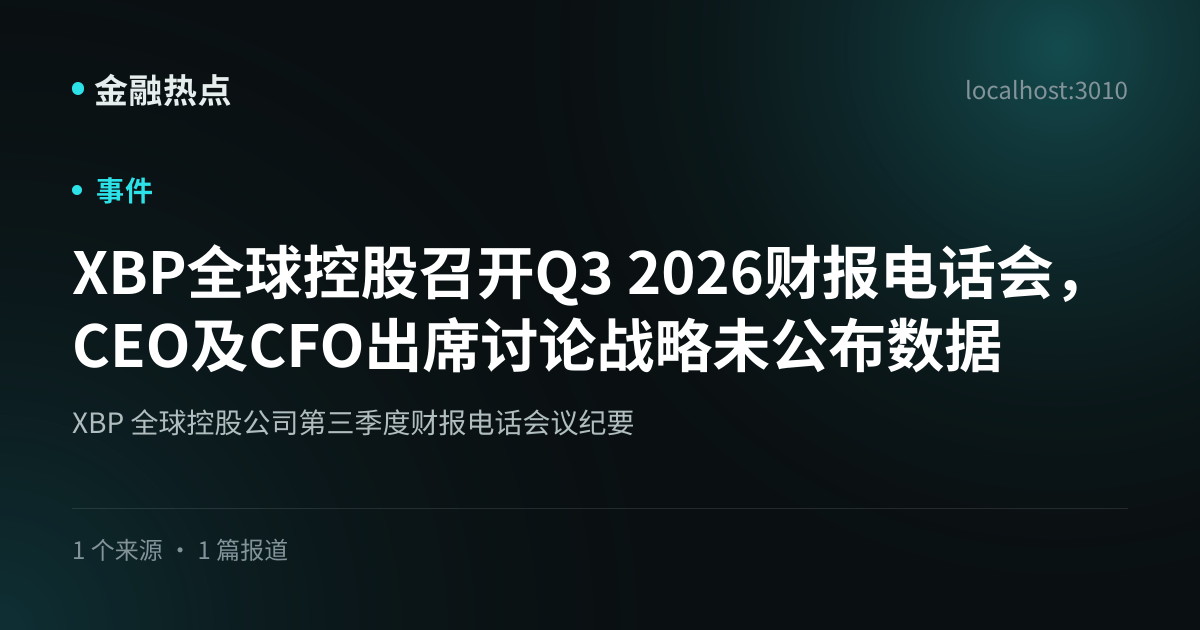 金融热点
localhost:3010
事件
XBP全球控股召开Q3 2026财报电话会，
CEO及CFO出席讨论战略未公布数据
XBP 全球控股公司第三季度财报电话会议纪要
1 个来源 · 1 篇报道